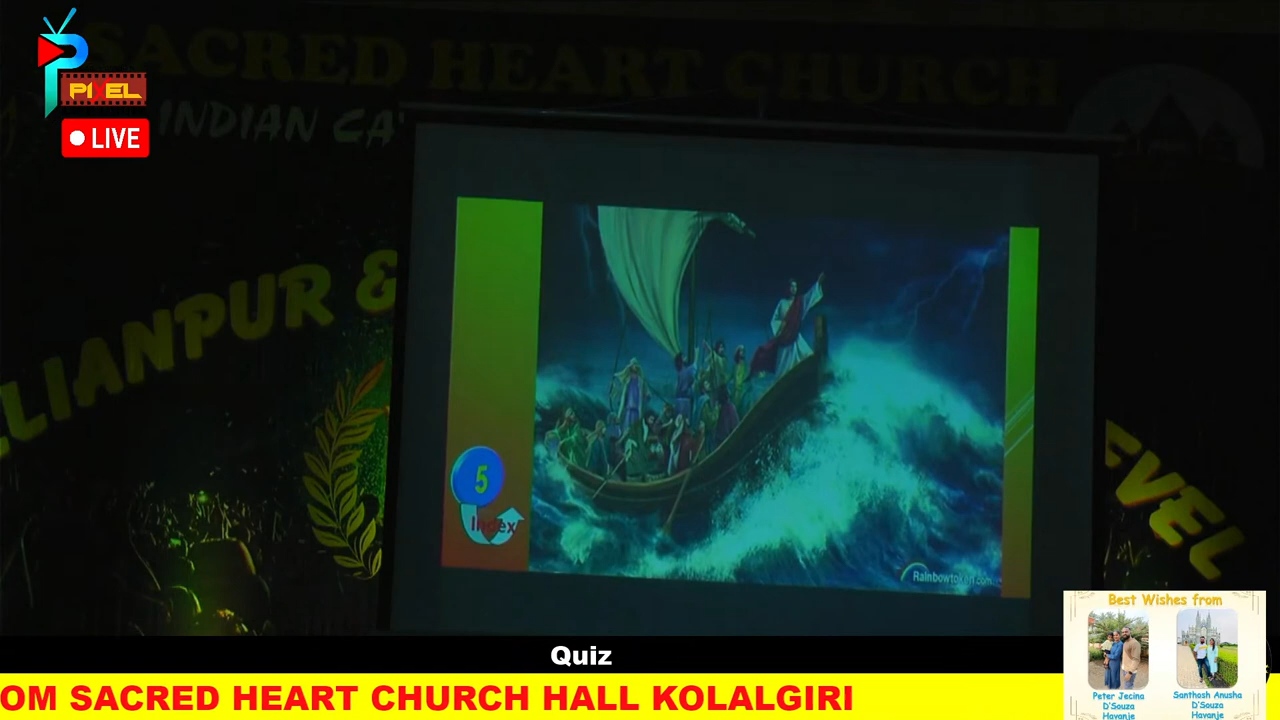 SACRED HEART CHURCH
PIXEL
LIVE
INDIAN CA
LIANPUR &
EVEL
5
Index
Rainbowtoken.com
Quiz
OM SACRED HEART CHURCH HALL KOLALGIRI
Best Wishes from
Peter Jecina
D'Souza
Havanje
Santhosh Anusha
D'Souza
Havanje